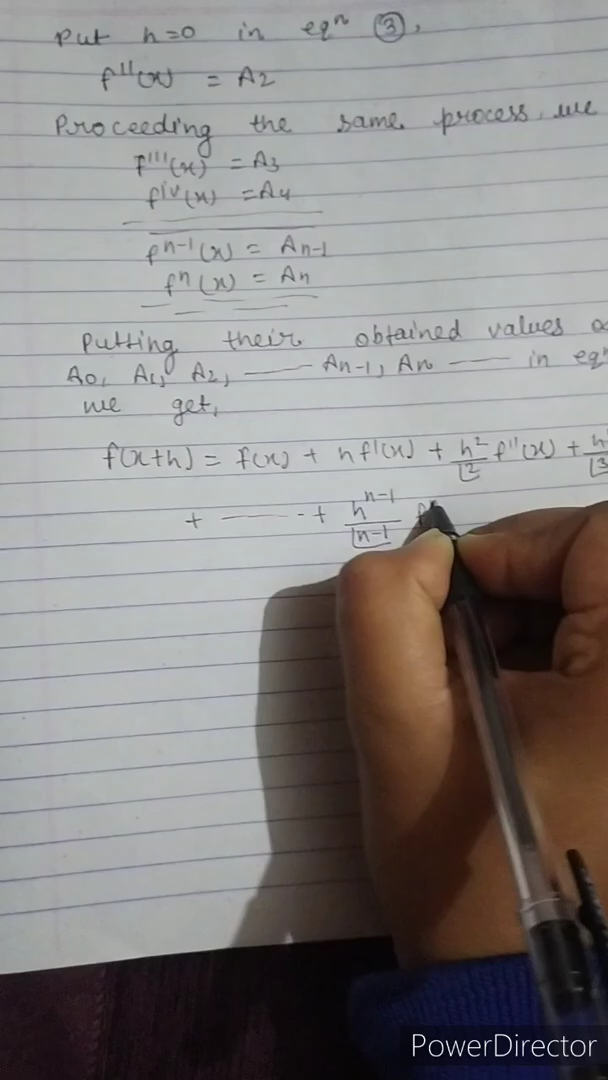 Put h=0 in eqⁿ ③,
f''(x) = A2
Proceeding the same process, we
f'''(x) = A3
fⁱᵛ(x) = A4
fⁿ⁻¹(x) = An-1
fⁿ(x) = An
Putting their obtained values
A0, A1, A2, —— An-1, An —— in eqⁿ
we get,
f(x+h) = f(x) + hf'(x) + h²/⌊2 f''(x) + h³/⌊3
+ —— - + hⁿ⁻¹/⌊n-1 f
PowerDirector